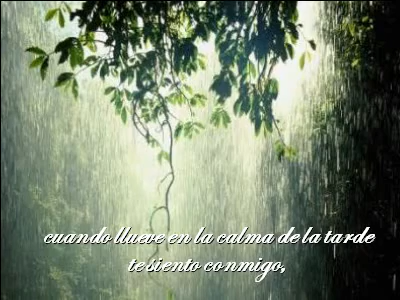 cuando llueve en la calma de la tarde
te siento conmigo,